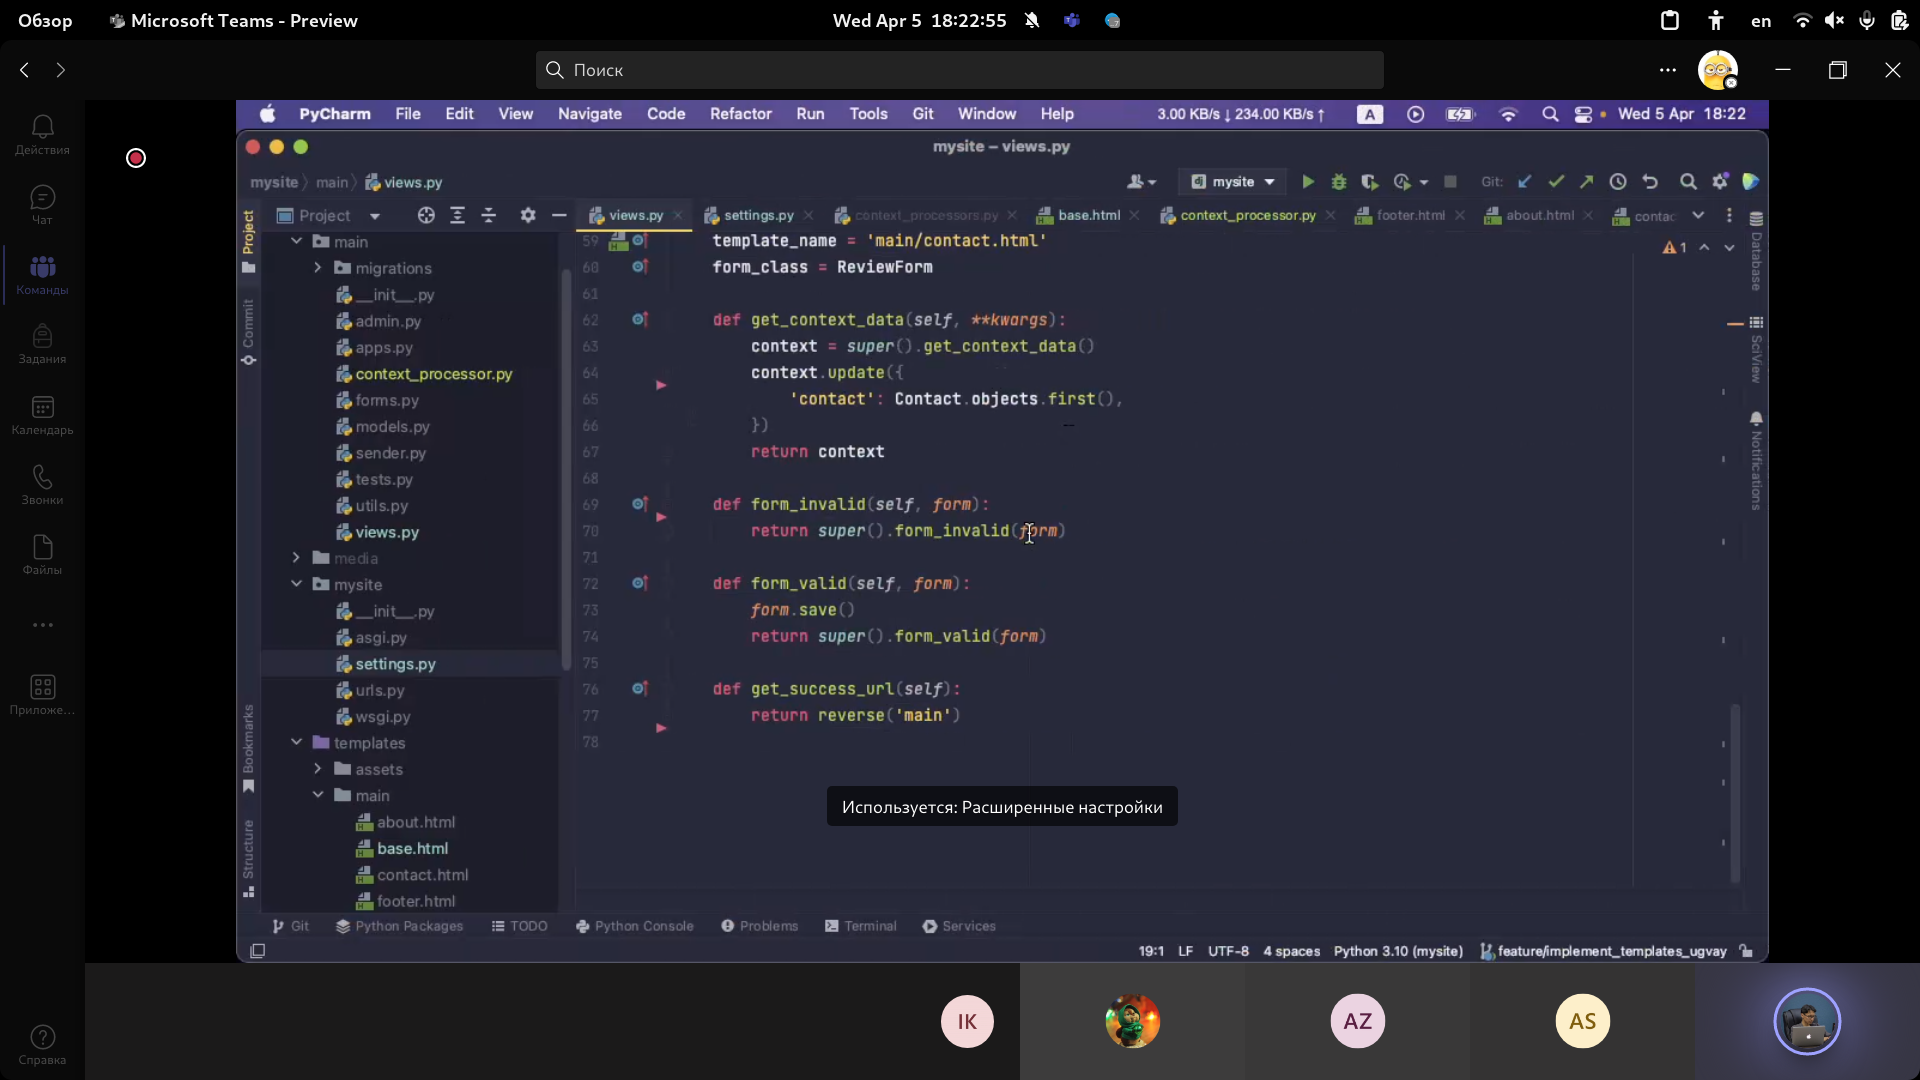 Обзор
Microsoft Teams - Preview
Wed Apr 5 18:22:55
en
Поиск
Действия
Чат
Команды
Задания
Календарь
Звонки
Файлы
Приложе...
Справка
PyCharm File Edit View Navigate Code Refactor Run Tools Git Window Help 3.00 KB/s ↓ 234.00 KB/s ↑ A Wed 5 Apr 18:22
mysite – views.py
mysite 〉 main 〉 views.py
mysite
Git:
Project
Project
views.py
settings.py
context_processors.py
base.html
context_processor.py
footer.html
about.html
contac
Commit
Bookmarks
Structure
main
migrations
__init__.py
admin.py
apps.py
context_processor.py
forms.py
models.py
sender.py
tests.py
utils.py
views.py
media
mysite
__init__.py
asgi.py
settings.py
urls.py
wsgi.py
templates
assets
main
about.html
base.html
contact.html
footer.html
59 template_name = 'main/contact.html'
60 form_class = ReviewForm
61
62 def get_context_data(self, **kwargs):
63 context = super().get_context_data()
64 context.update({
65 'contact': Contact.objects.first(),
66 })
67 return context
68
69 def form_invalid(self, form):
70 return super().form_invalid(form)
71
72 def form_valid(self, form):
73 form.save()
74 return super().form_valid(form)
75
76 def get_success_url(self):
77 return reverse('main')
78
1
Database
SciView
Notifications
Используется: Расширенные настройки
Git
Python Packages
TODO
Python Console
Problems
Terminal
Services
19:1 LF UTF-8 4 spaces Python 3.10 (mysite) feature/implement_templates_ugvay
IK
AZ
AS